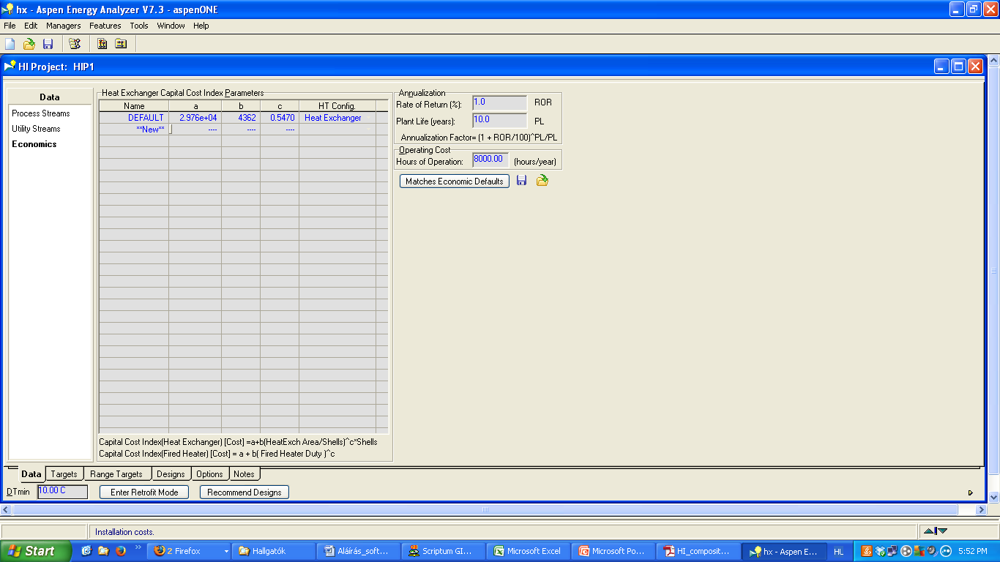 hx - Aspen Energy Analyzer V7.3 - aspenONE
File Edit Managers Features Tools Window Help
HI Project: HIP1
Data
Process Streams
Utility Streams
Economics
Heat Exchanger Capital Cost Index Parameters
Name a b c HT Config.
DEFAULT 2.976e+04 4362 0.5470 Heat Exchanger
**New** ---- ---- ----
Capital Cost Index(Heat Exchanger) [Cost] =a+b(HeatExch Area/Shells)^c*Shells
Capital Cost Index(Fired Heater) [Cost] = a + b( Fired Heater Duty )^c
Annualization
Rate of Return (%): 1.0 ROR
Plant Life (years): 10.0 PL
Annualization Factor= (1 + ROR/100)^PL/PL
Operating Cost
Hours of Operation: 8000.00 (hours/year)
Matches Economic Defaults
Data Targets Range Targets Designs Options Notes
DTmin 10.00 C Enter Retrofit Mode Recommend Designs
Installation costs.
Start » 2 Firefox Hallgatók Aláírás_soft... Scriptum GI... Microsoft Excel Microsoft Po... HI_composit... hx - Aspen E... HU 5:52 PM